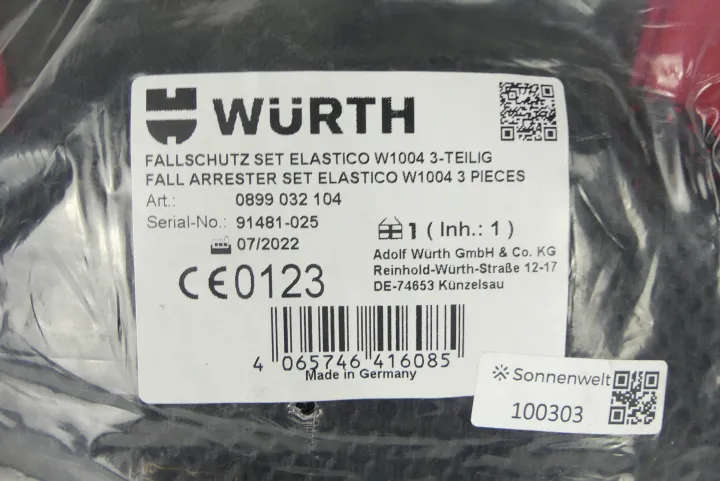 WÜRTH
FALLSCHUTZ SET ELASTICO W1004 3-TEILIG
FALL ARRESTER SET ELASTICO W1004 3 PIECES
Art.: 0899 032 104
Serial-No.: 91481-025
07/2022
1 ( Inh.: 1 )
Adolf Würth GmbH & Co. KG
Reinhold-Würth-Straße 12-17
DE-74653 Künzelsau
CE0123
4 065746 416085
Made in Germany
Sonnenwelt
100303